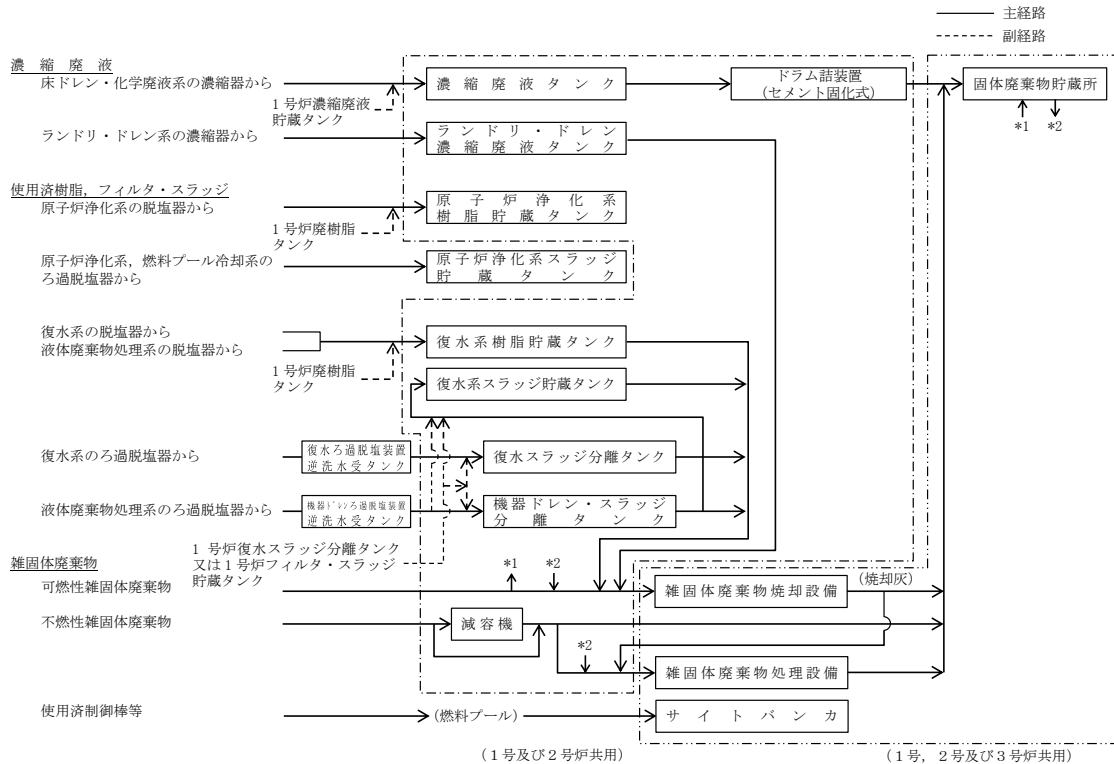 主経路
副経路
濃縮廃液
床ドレン・化学廃液系の濃縮器から
1号炉濃縮廃液
貯蔵タンク
濃縮廃液タンク
ドラム詰装置
(セメント固化式)
固体廃棄物貯蔵所
*1
*2
ランドリ・ドレン系の濃縮器から
ランドリ・ドレン
濃縮廃液タンク
使用済樹脂，フィルタ・スラッジ
原子炉浄化系の脱塩器から
1号炉廃樹脂
タンク
原子炉浄化系
樹脂貯蔵タンク
原子炉浄化系，燃料プール冷却系の
ろ過脱塩器から
原子炉浄化系スラッジ
貯蔵タンク
復水系の脱塩器から
液体廃棄物処理系の脱塩器から
1号炉廃樹脂
タンク
復水系樹脂貯蔵タンク
復水系スラッジ貯蔵タンク
復水系のろ過脱塩器から
復水ろ過脱塩装置
逆洗水受タンク
復水スラッジ分離タンク
液体廃棄物処理系のろ過脱塩器から
機器ﾄﾞﾚﾝろ過脱塩装置
逆洗水受タンク
機器ドレン・スラッジ
分離タンク
1号炉復水スラッジ分離タンク
又は1号炉フィルタ・スラッジ
貯蔵タンク
雑固体廃棄物
可燃性雑固体廃棄物
*1
*2
雑固体廃棄物焼却設備
(焼却灰)
不燃性雑固体廃棄物
減容機
*2
雑固体廃棄物処理設備
使用済制御棒等
(燃料プール)
サイトバンカ
(1号及び2号炉共用)
(1号，2号及び3号炉共用)